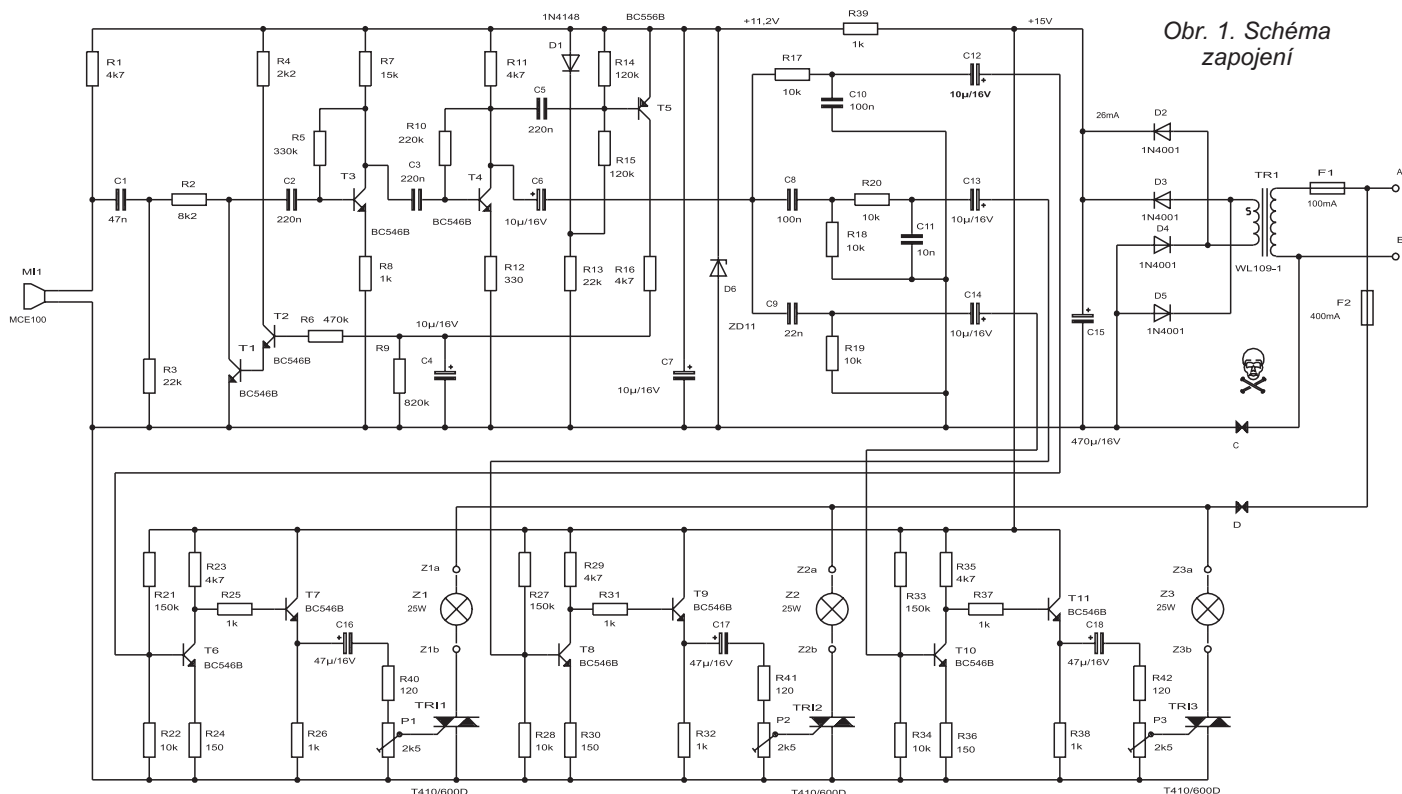 Obr. 1. Schéma
zapojení
1N4148
BC556B
+11,2V
R39
1k
+15V
R1
4k7
R4
2k2
R7
15k
R11
4k7
D1
R14
120k
T5
R17
10k
C12
10µ/16V
C10
100n
26mA
D2
1N4001
R5
330k
R10
220k
C5
220n
R15
120k
C1
47n
R2
8k2
C2
220n
T3
BC546B
C3
220n
T4
BC546B
C6
10µ/16V
C8
100n
R20
10k
C13
10µ/16V
D3
1N4001
D4
1N4001
TR1
WL109-1
F1
100mA
A
B
R18
10k
C11
10n
MI1
MCE100
R8
1k
R12
330
R13
22k
R16
4k7
D6
ZD11
C9
22n
C14
10µ/16V
D5
1N4001
F2
400mA
T2
BC546B
R6
470k
10µ/16V
C4
T1
BC546B
R9
820k
C7
10µ/16V
R19
10k
C15
470µ/16V
R3
22k
C
D
R21
150k
R23
4k7
R25
1k
T7
BC546B
Z1a
Z1
25W
Z1b
R27
150k
R29
4k7
R31
1k
T9
BC546B
Z2a
Z2
25W
Z2b
R33
150k
R35
4k7
R37
1k
T11
BC546B
Z3a
Z3
25W
Z3b
T6
BC546B
C16
47µ/16V
R40
120
TRI1
T8
BC546B
C17
47µ/16V
R41
120
TRI2
T10
BC546B
C18
47µ/16V
R42
120
TRI3
R22
10k
R24
150
R26
1k
P1
2k5
R28
10k
R30
150
R32
1k
P2
2k5
R34
10k
R36
150
R38
1k
P3
2k5
T410/600D
T410/600D
T410/600D